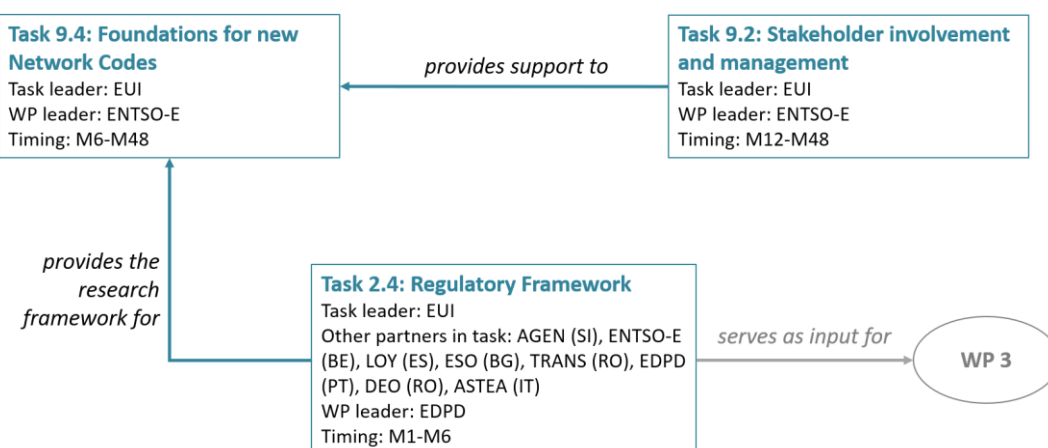 Task 9.4: Foundations for new
Network Codes
Task leader: EUI
WP leader: ENTSO-E
Timing: M6-M48
provides support to
Task 9.2: Stakeholder involvement
and management
Task leader: EUI
WP leader: ENTSO-E
Timing: M12-M48
provides the
research
framework for
Task 2.4: Regulatory Framework
Task leader: EUI
Other partners in task: AGEN (SI), ENTSO-E
(BE), LOY (ES), ESO (BG), TRANS (RO), EDPD
(PT), DEO (RO), ASTEA (IT)
WP leader: EDPD
Timing: M1-M6
serves as input for
WP 3